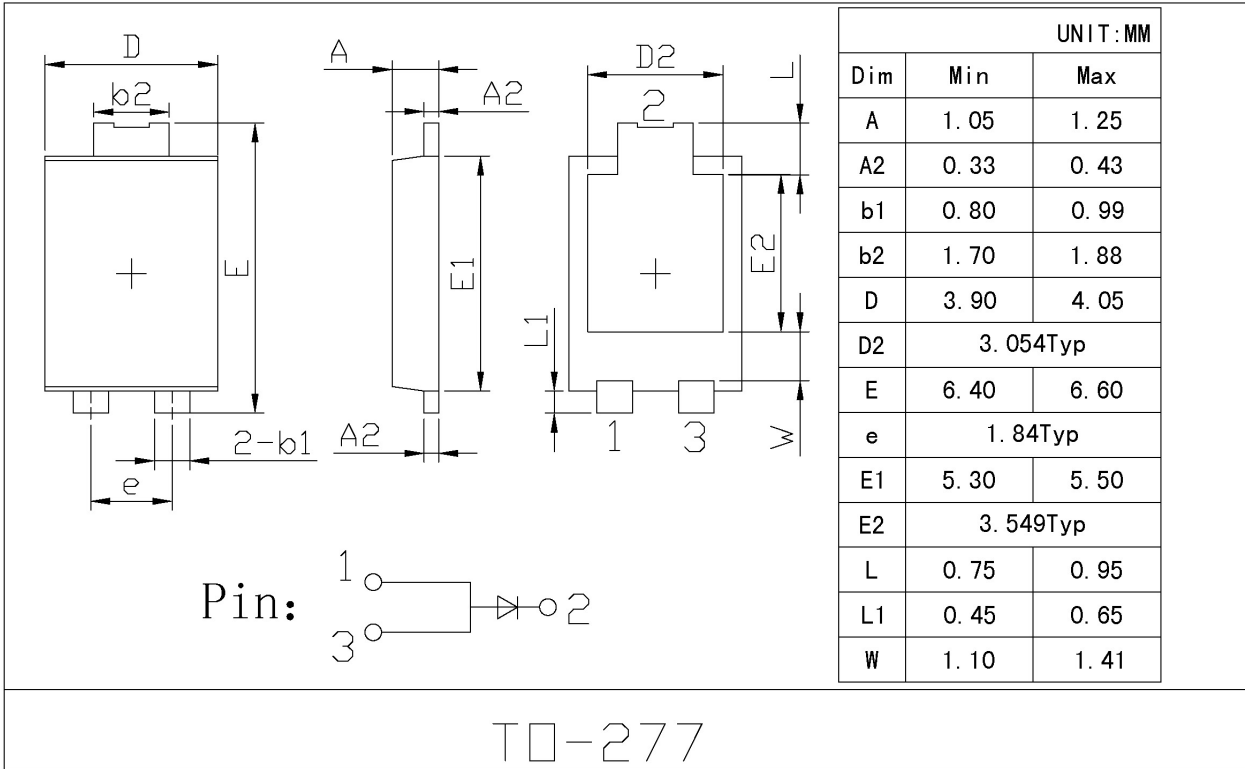 D
b2
E
2-b1
e
A
A2
E1
A2
D2
2
L
E2
L1
W
1 3
Pin:
1
3
2
UNIT:MM
Dim Min Max
A 1.05 1.25
A2 0.33 0.43
b1 0.80 0.99
b2 1.70 1.88
D 3.90 4.05
D2 3.054Typ
E 6.40 6.60
e 1.84Typ
E1 5.30 5.50
E2 3.549Typ
L 0.75 0.95
L1 0.45 0.65
W 1.10 1.41
TO-277